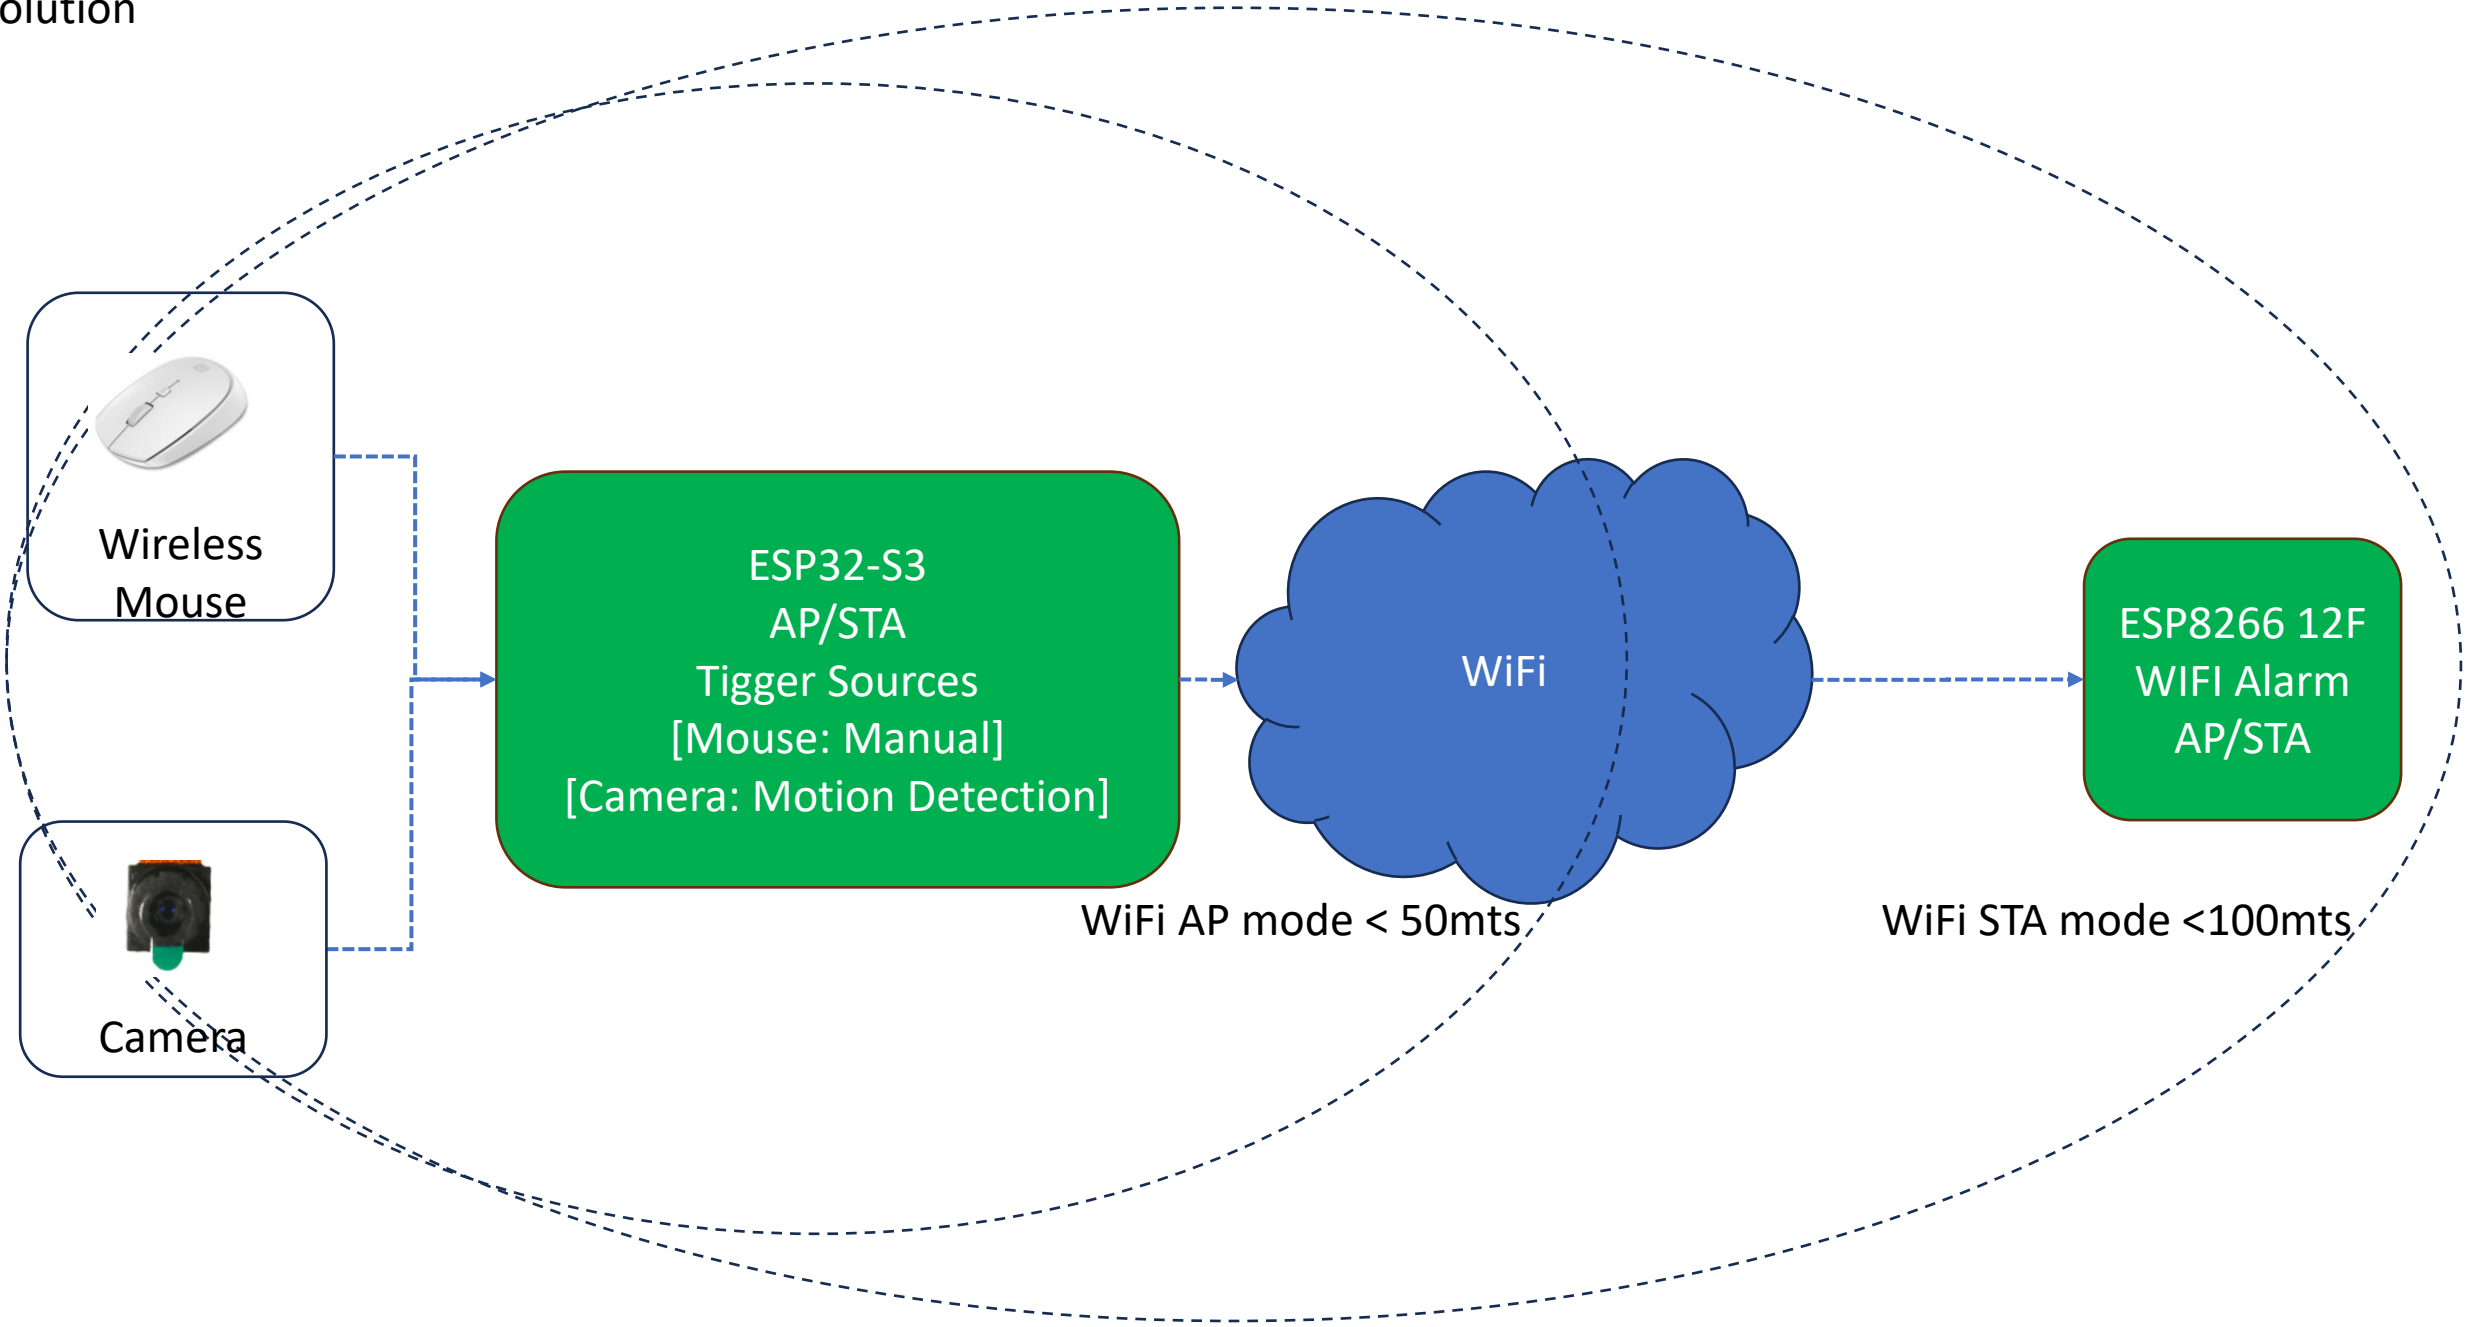 olution
Wireless
Mouse
ESP32-S3
AP/STA
Tigger Sources
[Mouse: Manual]
[Camera: Motion Detection]
WiFi
ESP8266 12F
WIFI Alarm
AP/STA
WiFi AP mode < 50mts
WiFi STA mode <100mts
Camera